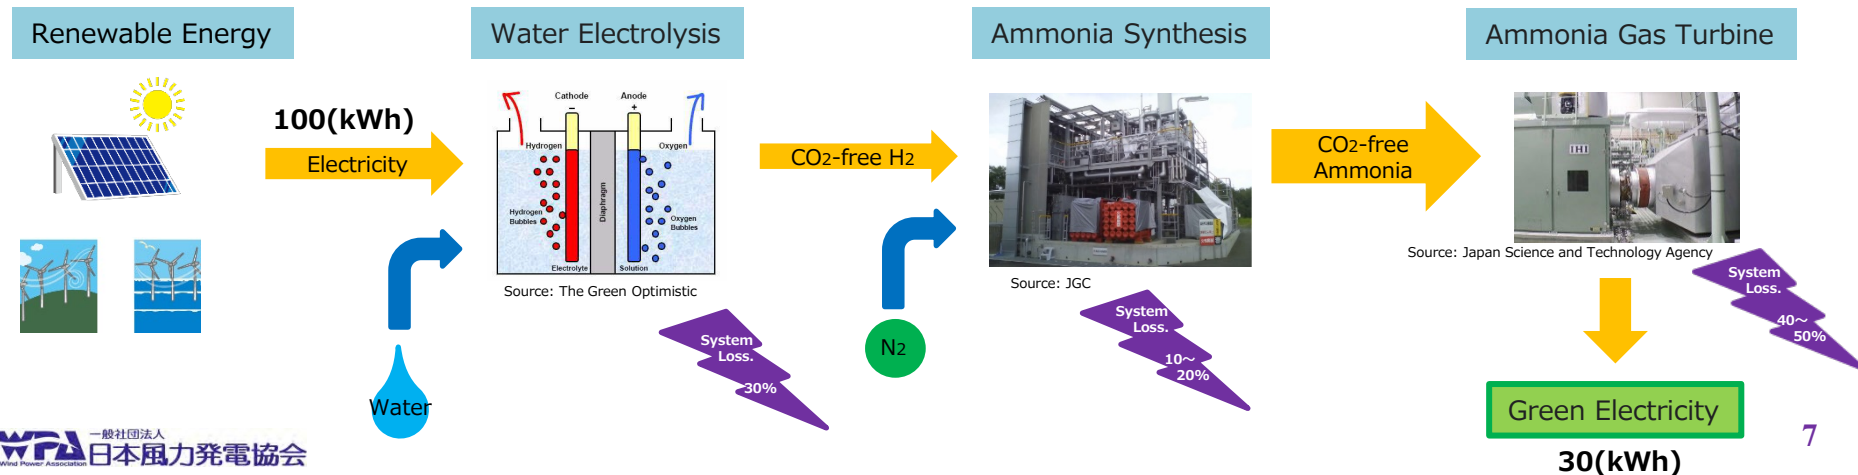 Renewable Energy
Water Electrolysis
Ammonia Synthesis
Ammonia Gas Turbine
100(kWh)
Electricity
Cathode
Anode
−
+
Hydrogen
Oxygen
Hydrogen
Bubbles
Diaphragm
Oxygen
Bubbles
Electrolyte
Solution
Source: The Green Optimistic
CO2-free H2
CO2-free
Ammonia
IHI
Source: JGC
Source: Japan Science and Technology Agency
Water
N2
System
Loss.
30%
System
Loss.
10～
20%
System
Loss.
40～
50%
Green Electricity
30(kWh)
WPA
Wind Power Association
一般社団法人
日本風力発電協会
7